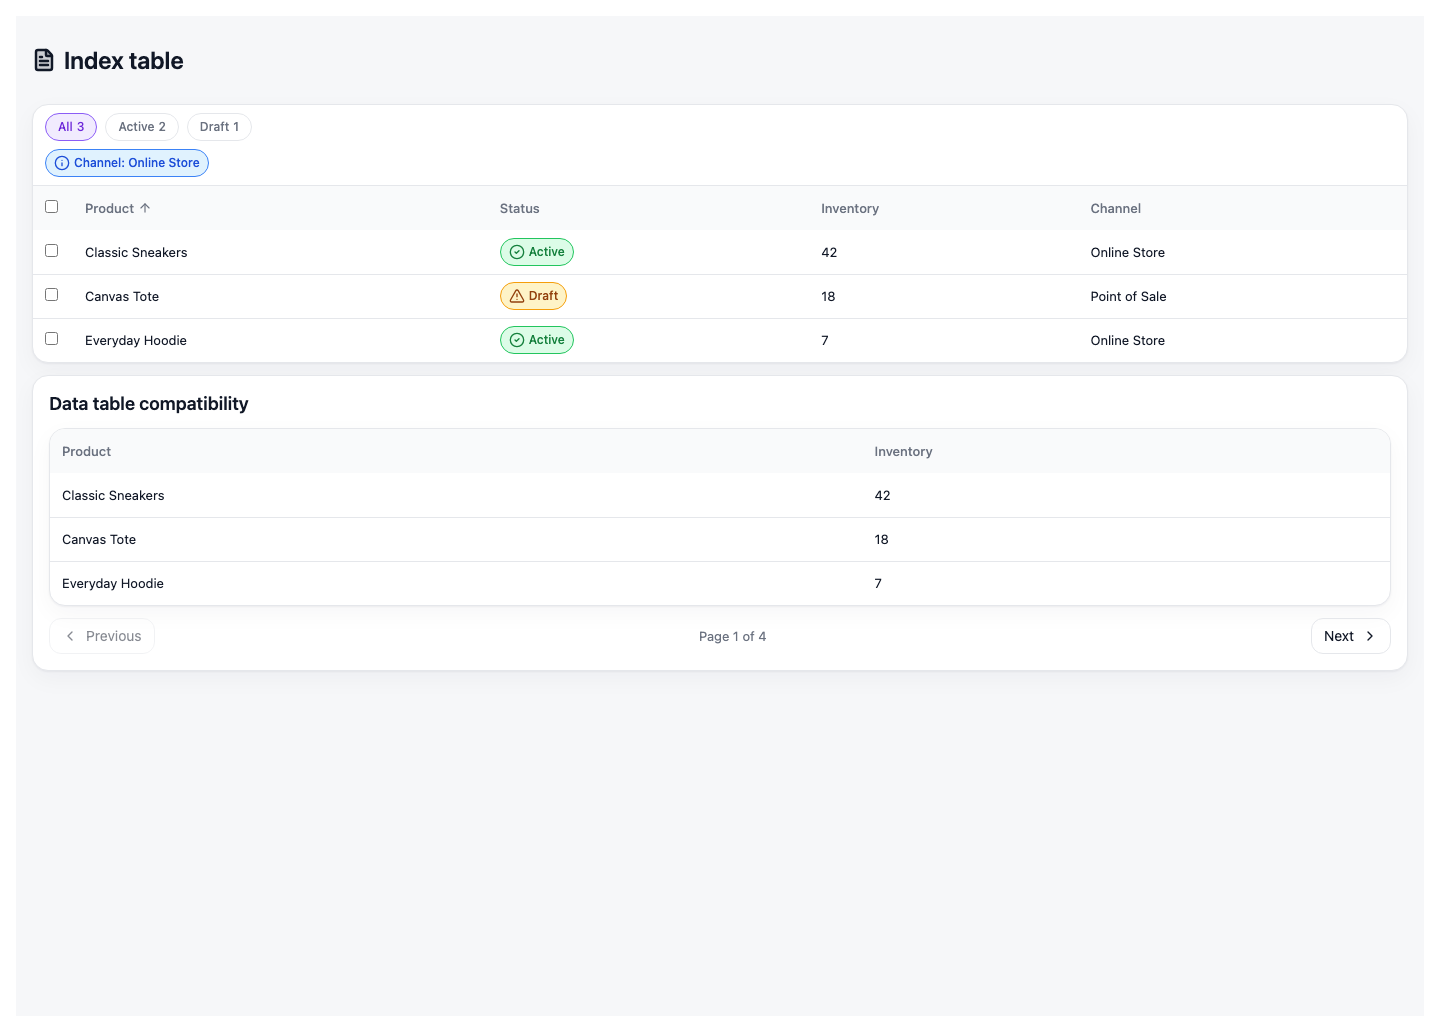 Index table
All 3 Active 2 Draft 1
Channel: Online Store
Product Status Inventory Channel
Classic Sneakers Active 42 Online Store
Canvas Tote Draft 18 Point of Sale
Everyday Hoodie Active 7 Online Store
Data table compatibility
Product Inventory
Classic Sneakers 42
Canvas Tote 18
Everyday Hoodie 7
Previous Page 1 of 4 Next